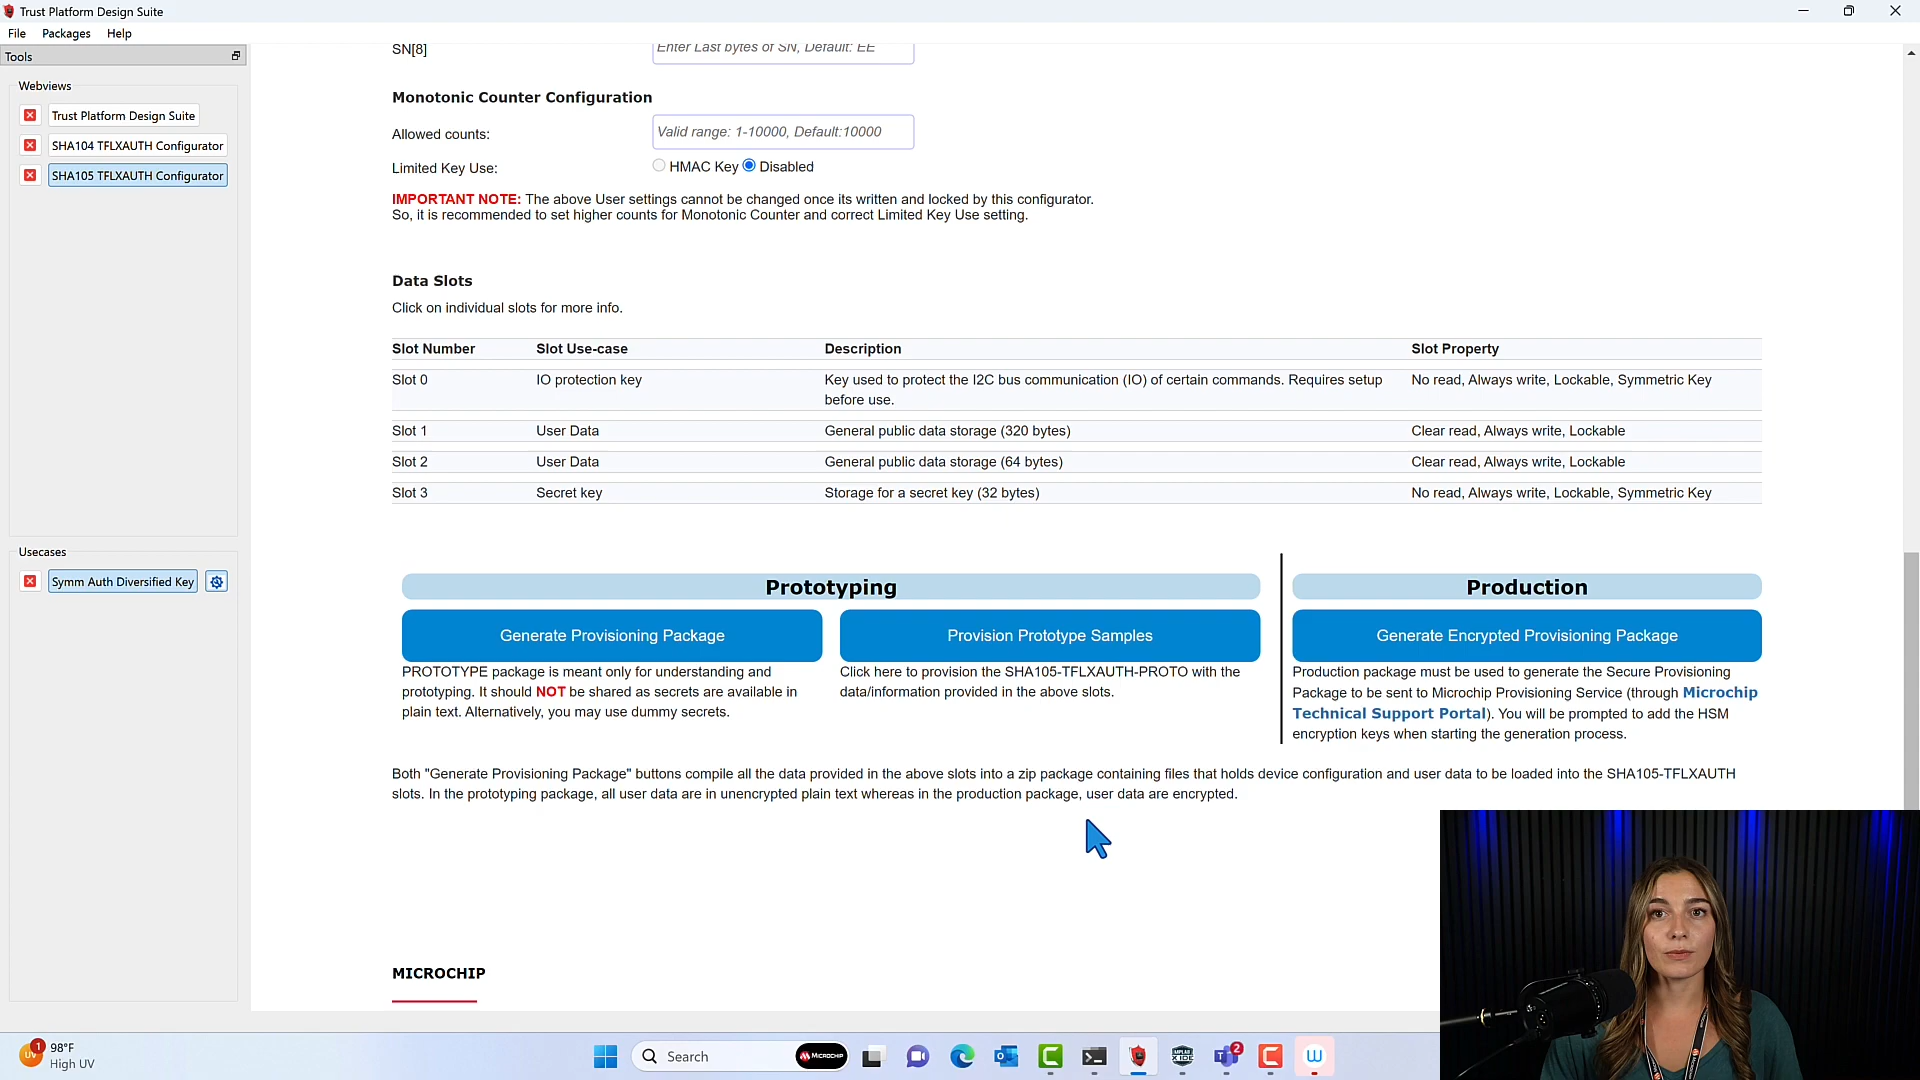 Trust Platform Design Suite
File Packages Help
Tools
Webviews
Trust Platform Design Suite
SHA104 TFLXAUTH Configurator
SHA105 TFLXAUTH Configurator
Usecases
Symm Auth Diversified Key
SN[8]
Enter Last bytes of SN, Default: EE
Monotonic Counter Configuration
Allowed counts:
Valid range: 1-10000, Default:10000
Limited Key Use:
HMAC Key Disabled
IMPORTANT NOTE: The above User settings cannot be changed once its written and locked by this configurator.
So, it is recommended to set higher counts for Monotonic Counter and correct Limited Key Use setting.
Data Slots
Click on individual slots for more info.
Slot Number Slot Use-case Description Slot Property
Slot 0 IO protection key Key used to protect the I2C bus communication (IO) of certain commands. Requires setup No read, Always write, Lockable, Symmetric Key
before use.
Slot 1 User Data General public data storage (320 bytes) Clear read, Always write, Lockable
Slot 2 User Data General public data storage (64 bytes) Clear read, Always write, Lockable
Slot 3 Secret key Storage for a secret key (32 bytes) No read, Always write, Lockable, Symmetric Key
Prototyping
Generate Provisioning Package
PROTOTYPE package is meant only for understanding and
prototyping. It should NOT be shared as secrets are available in
plain text. Alternatively, you may use dummy secrets.
Provision Prototype Samples
Click here to provision the SHA105-TFLXAUTH-PROTO with the
data/information provided in the above slots.
Production
Generate Encrypted Provisioning Package
Production package must be used to generate the Secure Provisioning
Package to be sent to Microchip Provisioning Service (through Microchip
Technical Support Portal). You will be prompted to add the HSM
encryption keys when starting the generation process.
Both "Generate Provisioning Package" buttons compile all the data provided in the above slots into a zip package containing files that holds device configuration and user data to be loaded into the SHA105-TFLXAUTH
slots. In the prototyping package, all user data are in unencrypted plain text whereas in the production package, user data are encrypted.
MICROCHIP
UV
1
98°F
High UV
Search
MICROCHIP
MPLAB
X IDE
2